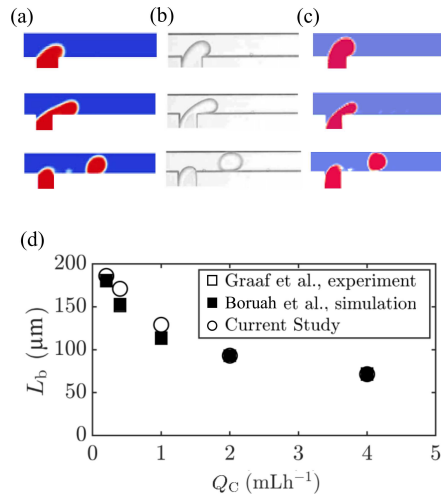 (a) (b) (c)
(d)
200
150
100
50
0
L_b (μm)
□ Graaf et al., experiment
■ Boruah et al., simulation
○ Current Study
0 1 2 3 4 5
Q_C (mLh⁻¹)